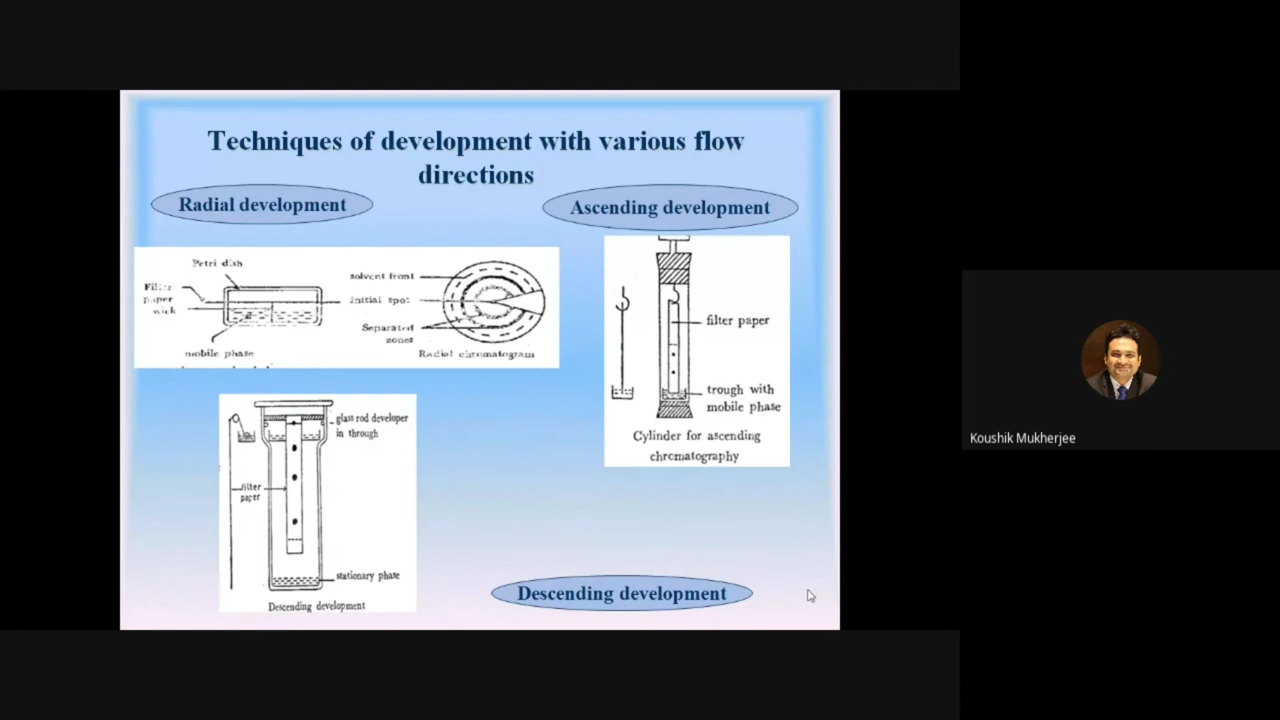 Techniques of development with various flow
directions
Radial development
Ascending development
Petri dish
Filter
paper
wick
mobile phase
solvent front
initial spot
Separated
zones
Radial chromatogram
filter paper
trough with
mobile phase
Cylinder for ascending
chromatography
glass rod developer
in through
filter
paper
stationary phase
Descending development
Descending development
Koushik Mukherjee